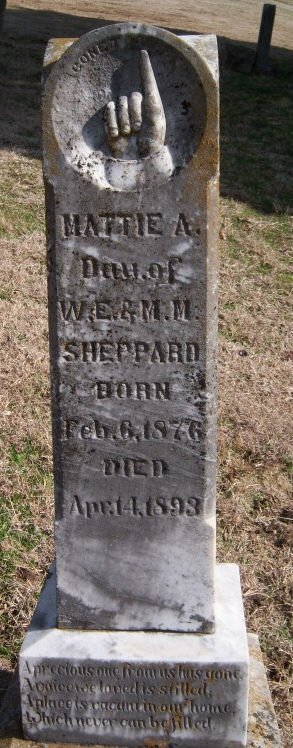 GONE
MATTIE A.
Dau. of
W. E. & M. M.
SHEPPARD
BORN
Feb. 6, 1876
DIED
Apr. 14, 1893
A precious one from us has gone,
A voice we loved is stilled,
A place is vacant in our home,
Which never can be filled.